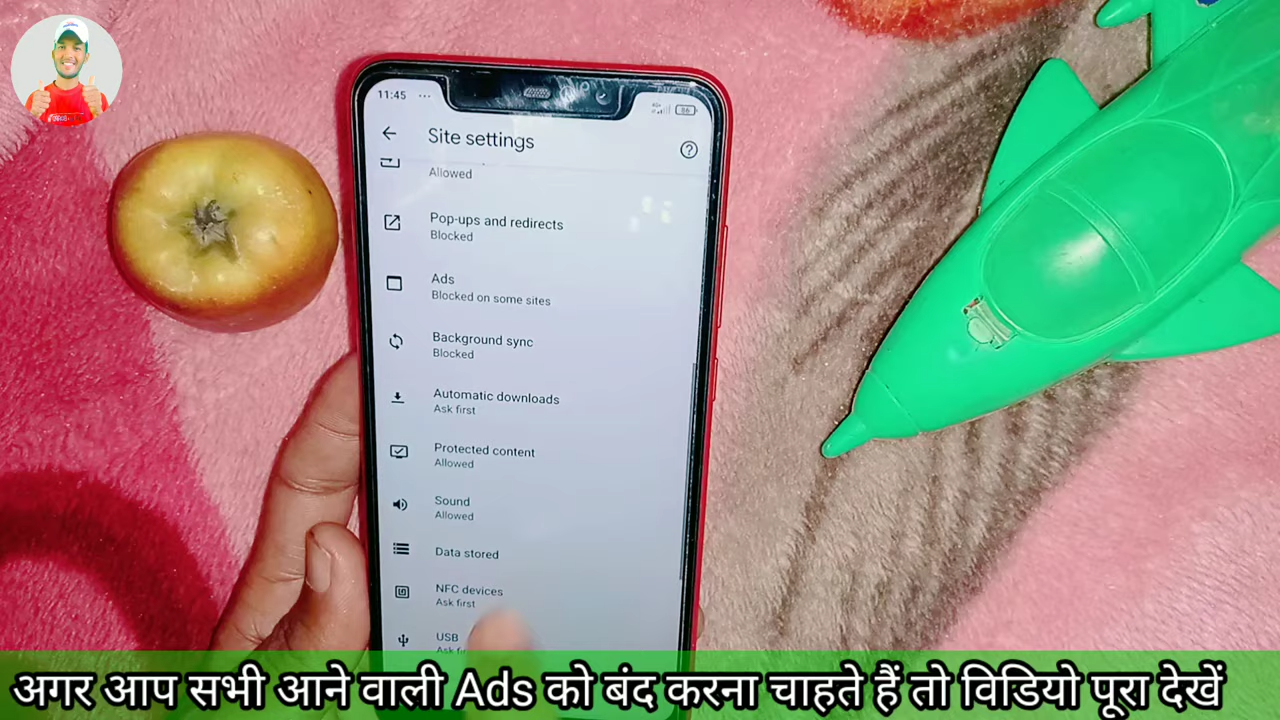 11:45
Site settings
Allowed
Pop-ups and redirects
Blocked
Ads
Blocked on some sites
Background sync
Blocked
Automatic downloads
Ask first
Protected content
Allowed
Sound
Allowed
Data stored
NFC devices
Ask first
USB
अगर आप सभी आने वाली Ads को बंद करना चाहते हैं तो विडियो पूरा देखें